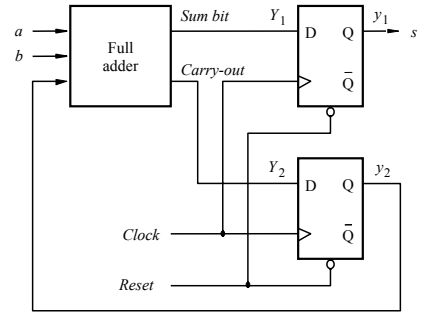 Sum bit Y1 y1
a D Q s
b Full adder
Carry-out Q̅
Y2 y2
D Q
Clock Q̅
Reset